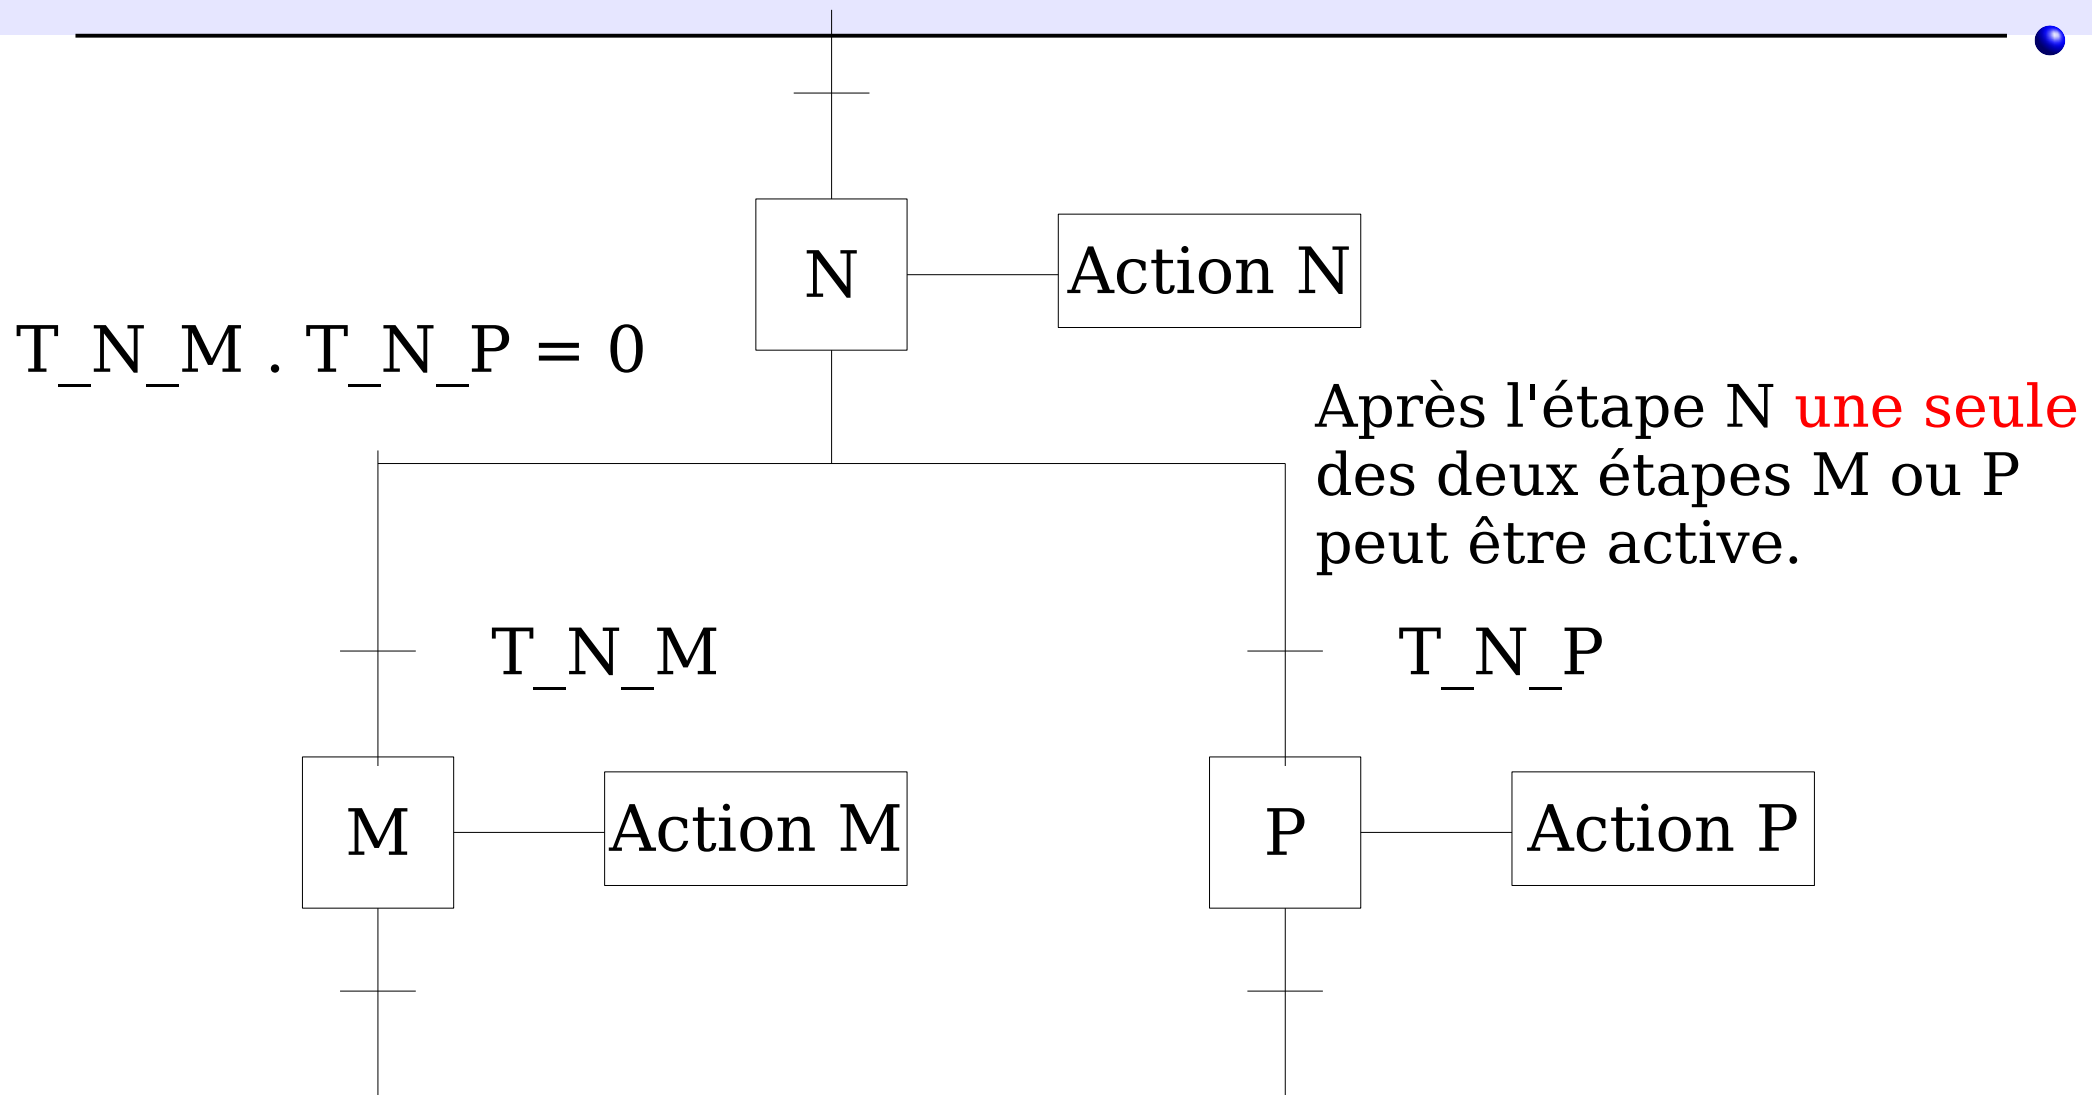 N
Action N
T_N_M . T_N_P = 0
Après l'étape N une seule
des deux étapes M ou P
peut être active.
T_N_M
T_N_P
M
Action M
P
Action P